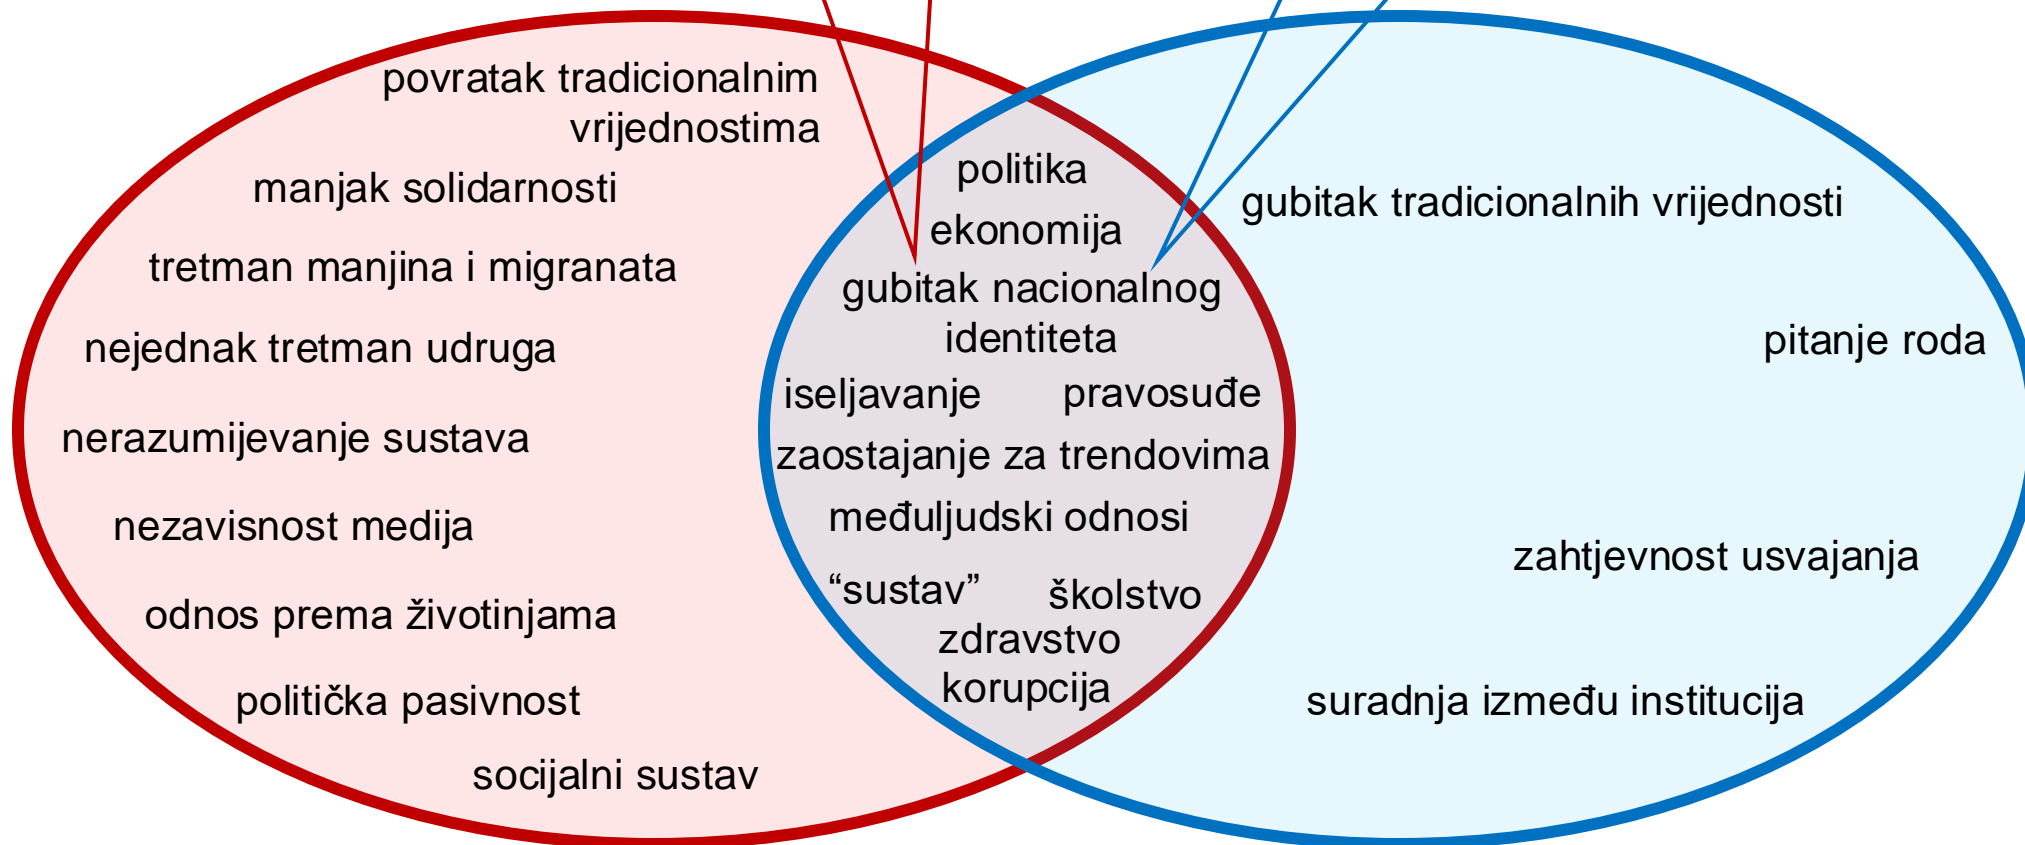 povratak tradicionalnim
vrijednostima
manjak solidarnosti
tretman manjina i migranata
nejednak tretman udruga
nerazumijevanje sustava
nezavisnost medija
odnos prema životinjama
politička pasivnost
socijalni sustav
politika
ekonomija
gubitak nacionalnog
identiteta
iseljavanje
pravosuđe
zaostajanje za trendovima
međuljudski odnosi
“sustav”
školstvo
zdravstvo
korupcija
gubitak tradicionalnih vrijednosti
pitanje roda
zahtjevnost usvajanja
suradnja između institucija